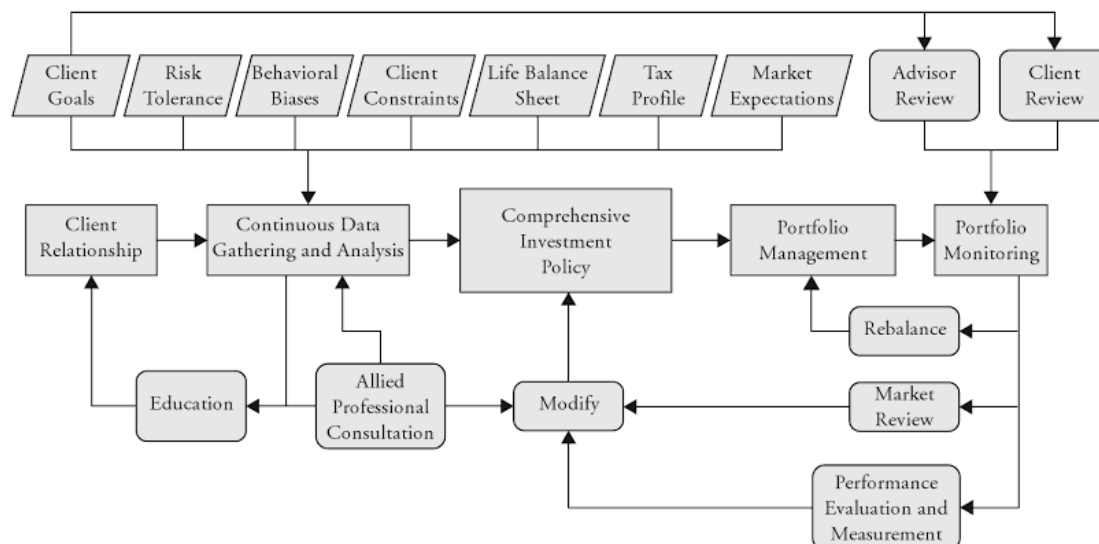 Client
Goals
Risk
Tolerance
Behavioral
Biases
Client
Constraints
Life Balance
Sheet
Tax
Profile
Market
Expectations
Advisor
Review
Client
Review
Client
Relationship
Continuous Data
Gathering and Analysis
Comprehensive
Investment
Policy
Portfolio
Management
Portfolio
Monitoring
Rebalance
Education
Allied
Professional
Consultation
Modify
Market
Review
Performance
Evaluation and
Measurement